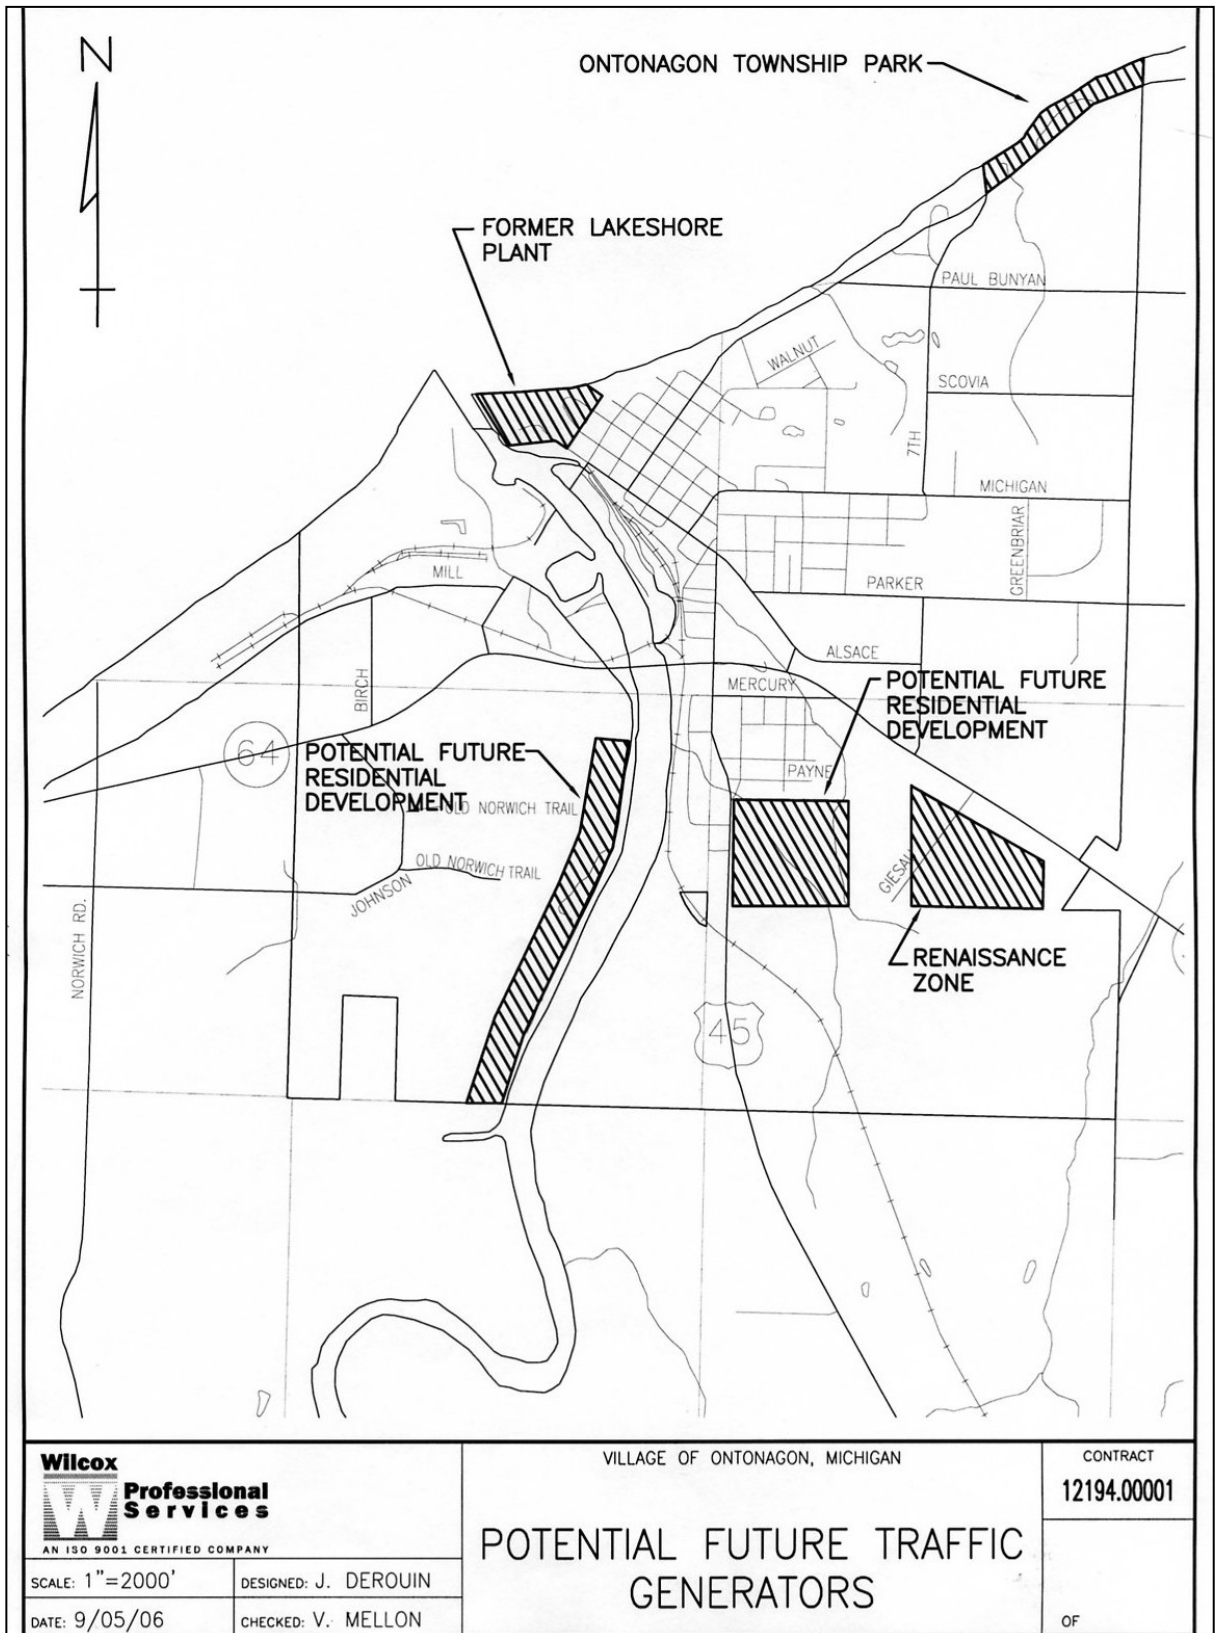 N
ONTONAGON TOWNSHIP PARK
FORMER LAKESHORE
PLANT
PAUL BUNYAN
WALNUT
SCOVIA
7TH
MICHIGAN
GREENBRIAR
MILL
PARKER
BIRCH
ALSACE
MERCURY
POTENTIAL FUTURE
RESIDENTIAL
DEVELOPMENT
64
POTENTIAL FUTURE
RESIDENTIAL
DEVELOPMENT
PAYNE
OLD NORWICH TRAIL
OLD NORWICH TRAIL
JOHNSON
GIESAU
NORWICH RD.
RENAISSANCE
ZONE
45
Wilcox
Professional
Services
W
AN ISO 9001 CERTIFIED COMPANY
SCALE: 1"=2000'
DESIGNED: J. DEROUIN
DATE: 9/05/06
CHECKED: V. MELLON
VILLAGE OF ONTONAGON, MICHIGAN
POTENTIAL FUTURE TRAFFIC
GENERATORS
CONTRACT
12194.00001
OF